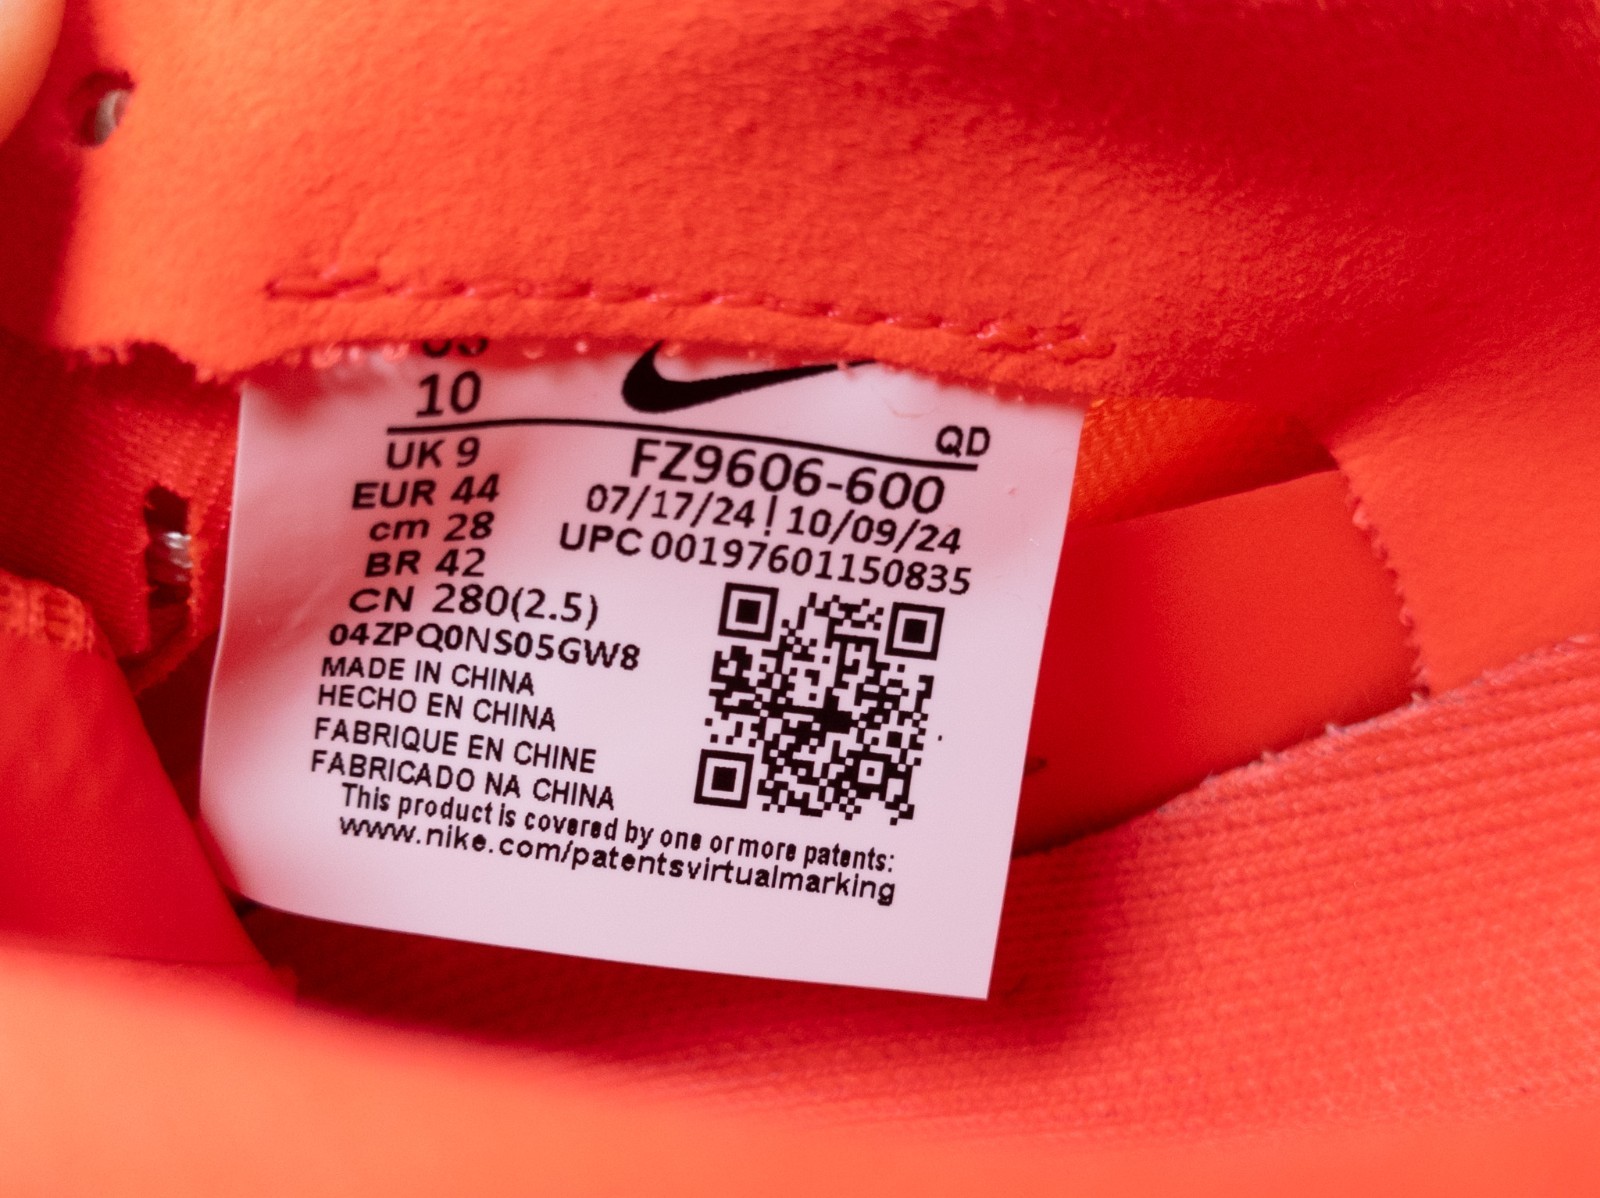 US
10
QD
UK 9
FZ9606-600
EUR 44
07/17/24 | 10/09/24
cm 28
UPC 00197601150835
BR 42
CN 280(2.5)
04ZPQ0NS05GW8
MADE IN CHINA
HECHO EN CHINA
FABRIQUE EN CHINE
FABRICADO NA CHINA
This product is covered by one or more patents:
www.nike.com/patentsvirtualmarking